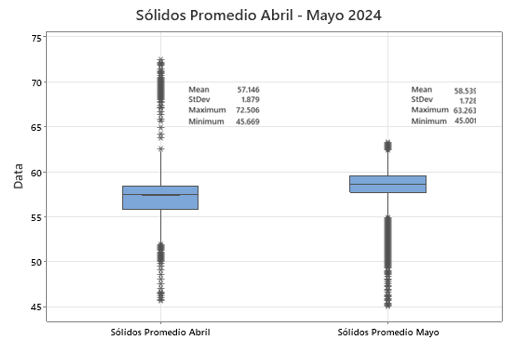 Sólidos Promedio Abril - Mayo 2024
75
70
65
60
55
50
45
Data
Mean 57.146
StDev 1.879
Maximum 72.506
Minimum 45.669
Mean 58.539
StDev 1.728
Maximum 63.263
Minimum 45.001
Sólidos Promedio Abril
Sólidos Promedio Mayo